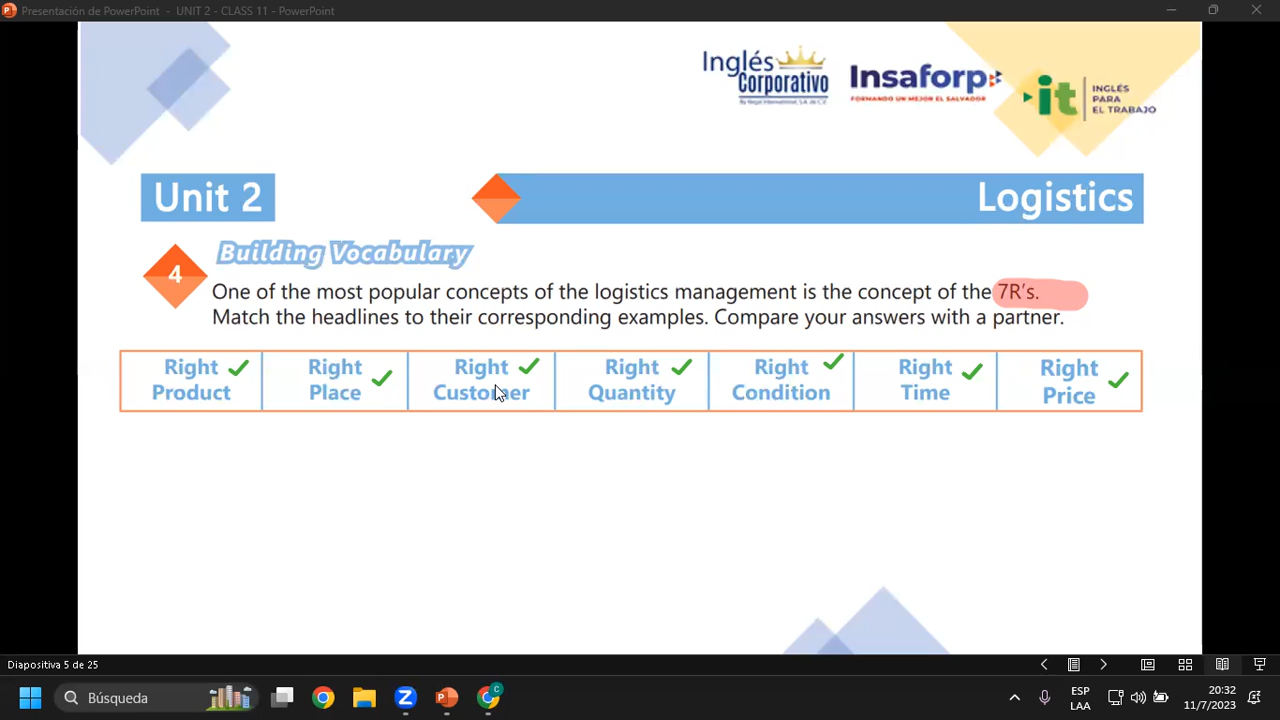 Presentación de PowerPoint - UNIT 2 - CLASS 11 - PowerPoint
Inglés
Corporativo
By Regal International, S.A. de C.V.
Insaforp
FORMANDO UN MEJOR EL SALVADOR
it
INGLÉS
PARA
EL TRABAJO
Unit 2
Logistics
4
Building Vocabulary
One of the most popular concepts of the logistics management is the concept of the 7R's.
Match the headlines to their corresponding examples. Compare your answers with a partner.
Right Product
Right Place
Right Customer
Right Quantity
Right Condition
Right Time
Right Price
Diapositiva 5 de 25
Búsqueda
ESP
LAA
20:32
11/7/2023